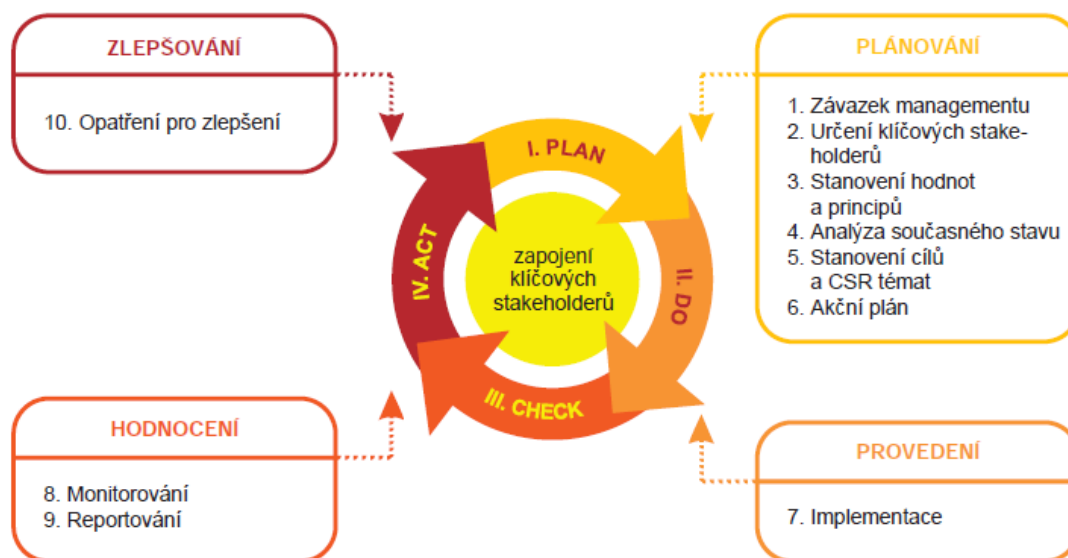 ZLEPŠOVÁNÍ
10. Opatření pro zlepšení
PLÁNOVÁNÍ
1. Závazek managementu
2. Určení klíčových stake-
holderů
3. Stanovení hodnot
a principů
4. Analýza současného stavu
5. Stanovení cílů
a CSR témat
6. Akční plán
I. PLAN
II. DO
III. CHECK
IV. ACT
zapojení
klíčových
stakeholderů
HODNOCENÍ
8. Monitorování
9. Reportování
PROVEDENÍ
7. Implementace